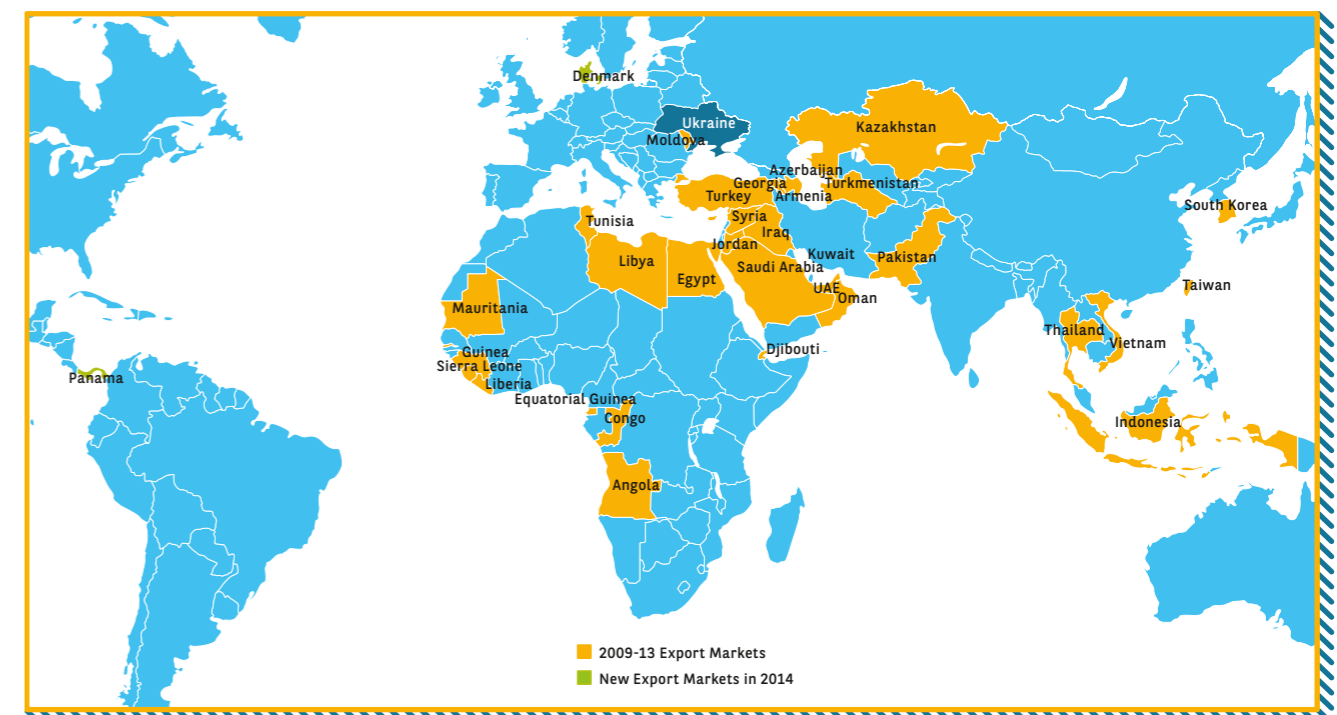 Denmark
Ukraine
Moldova
Kazakhstan
Azerbaijan
Georgia
Turkmenistan
Turkey
Armenia
Syria
South Korea
Tunisia
Iraq
Jordan
Kuwait
Pakistan
Libya
Saudi Arabia
Egypt
UAE
Oman
Taiwan
Mauritania
Thailand
Vietnam
Djibouti
Guinea
Sierra Leone
Panama
Liberia
Equatorial Guinea
Congo
Indonesia
Angola
2009-13 Export Markets
New Export Markets in 2014